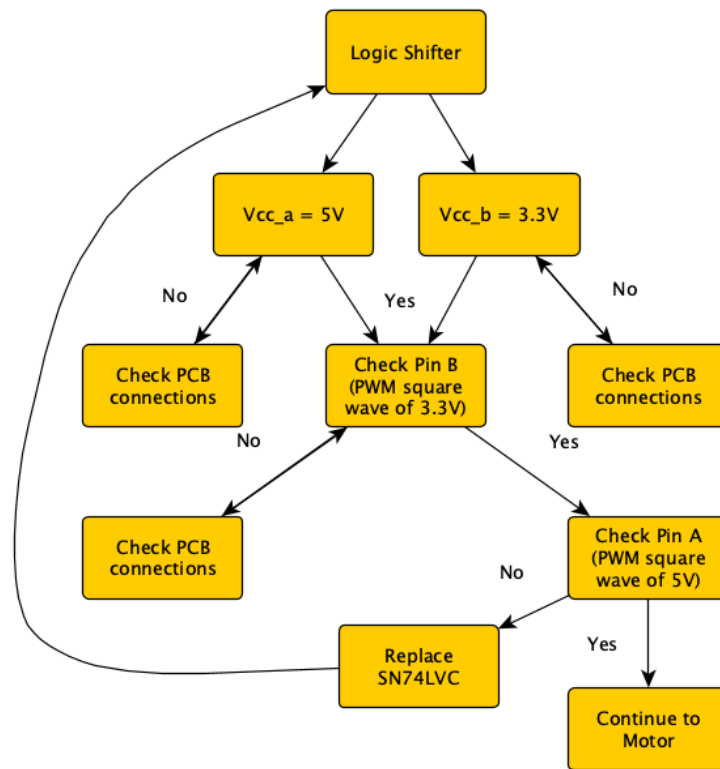 Logic Shifter
Vcc_a = 5V
Vcc_b = 3.3V
No
Yes
No
Check PCB
connections
Check Pin B
(PWM square
wave of 3.3V)
Check PCB
connections
No
Yes
Check PCB
connections
Check Pin A
(PWM square
wave of 5V)
No
Replace
SN74LVC
Yes
Continue to
Motor